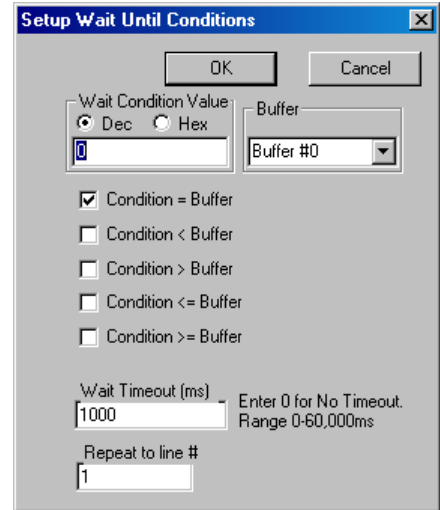 Setup Wait Until Conditions
OK Cancel
Wait Condition Value Buffer
Dec Hex
0 Buffer #0
Condition = Buffer
Condition < Buffer
Condition > Buffer
Condition <= Buffer
Condition >= Buffer
Wait Timeout (ms)
1000
Enter 0 for No Timeout.
Range 0-60,000ms
Repeat to line #
1